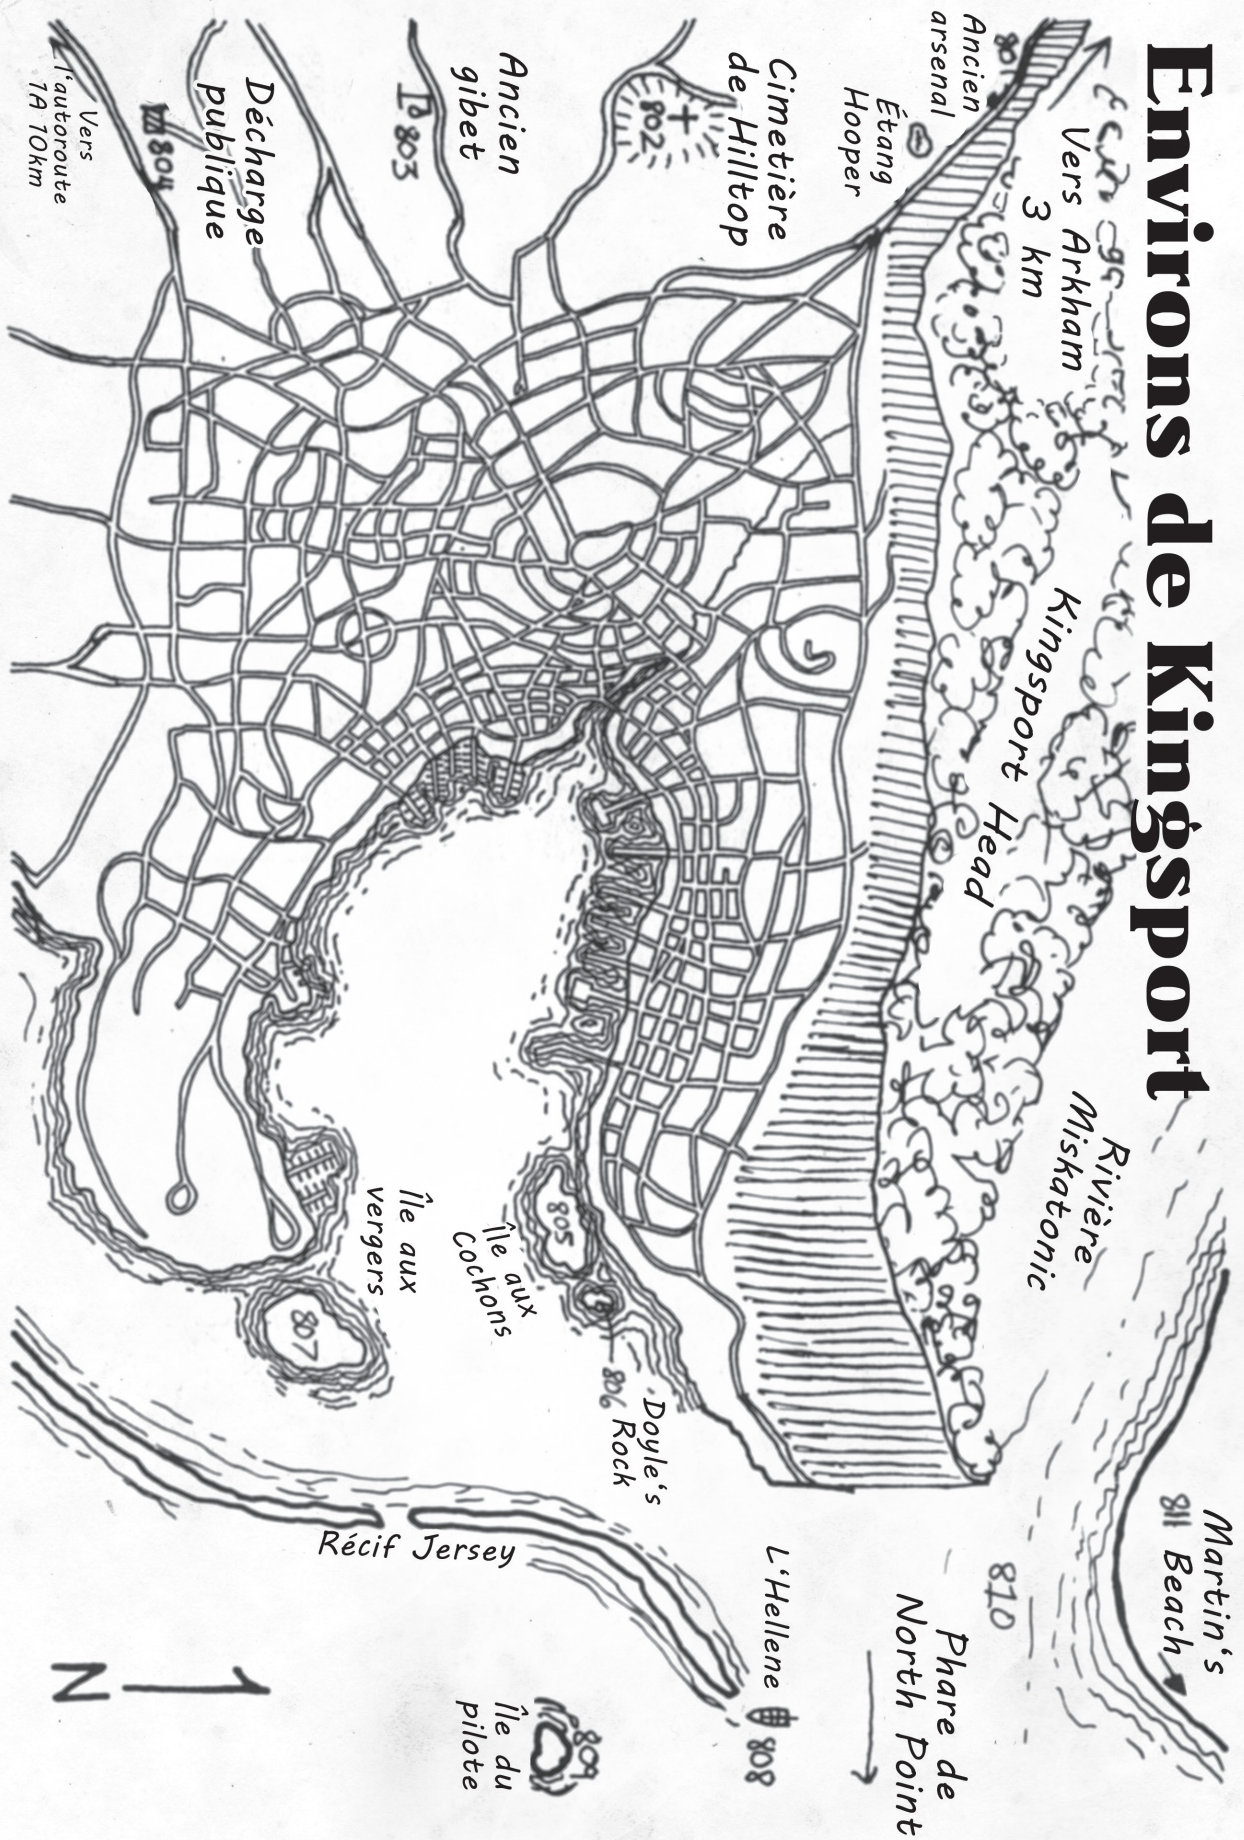 Environs de Kingsport
Ancien
arsenal
801
Vers Arkham
3 km
Étang
Hooper
Cimetière
de Hilltop
802
Ancien
gibet
803
Décharge
publique
804
Vers
l'autoroute
1A 10km
Kingsport Head
Rivière
Miskatonic
Martin's
Beach
811
810
Phare de
North Point
L'Hellene
808
Doyle's
Rock
806
805
Île aux
Cochons
Île aux
vergers
807
Récif Jersey
809
Île du
pilote
N